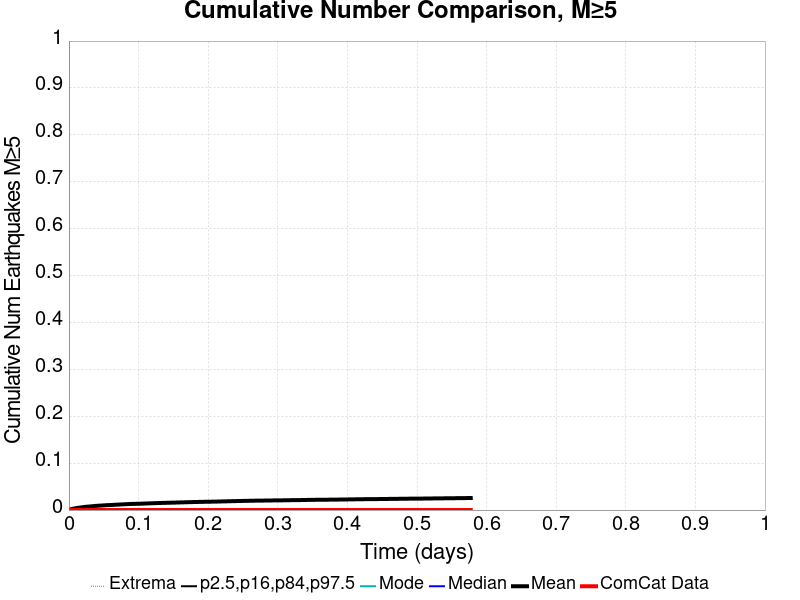 Cumulative Number Comparison, M≥5
Cumulative Num Earthquakes M≥5
1
0.9
0.8
0.7
0.6
0.5
0.4
0.3
0.2
0.1
0
0 0.1 0.2 0.3 0.4 0.5 0.6 0.7 0.8 0.9 1
Time (days)
Extrema p2.5,p16,p84,p97.5 Mode Median Mean ComCat Data